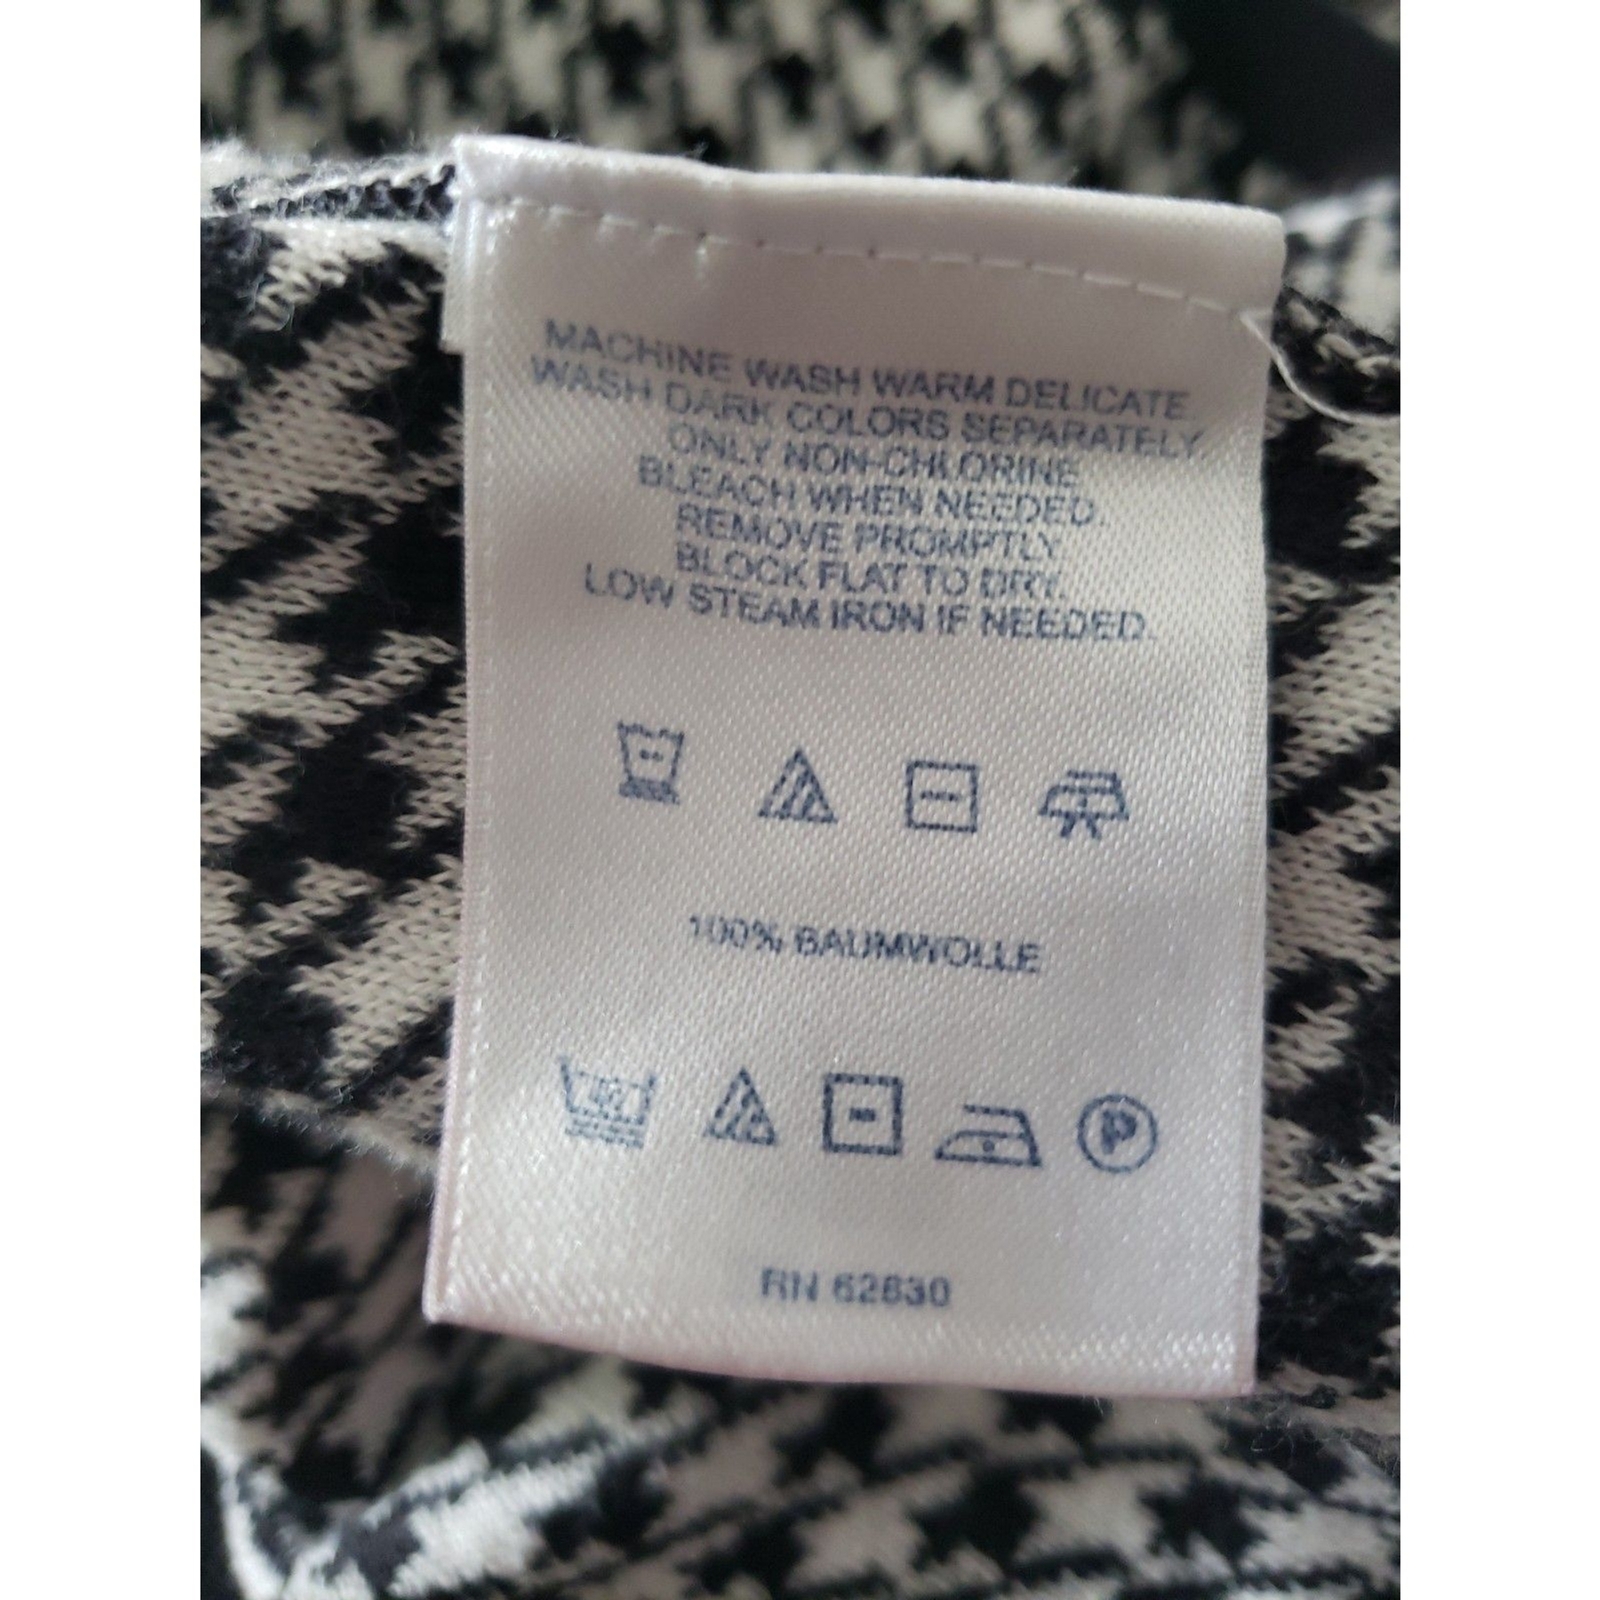 MACHINE WASH WARM DELICATE.
WASH DARK COLORS SEPARATELY.
ONLY NON-CHLORINE
BLEACH WHEN NEEDED.
REMOVE PROMPTLY
BLOCK FLAT TO DRY.
LOW STEAM IRON IF NEEDED.
100% BAUMWOLLE
40
P
RN 62830